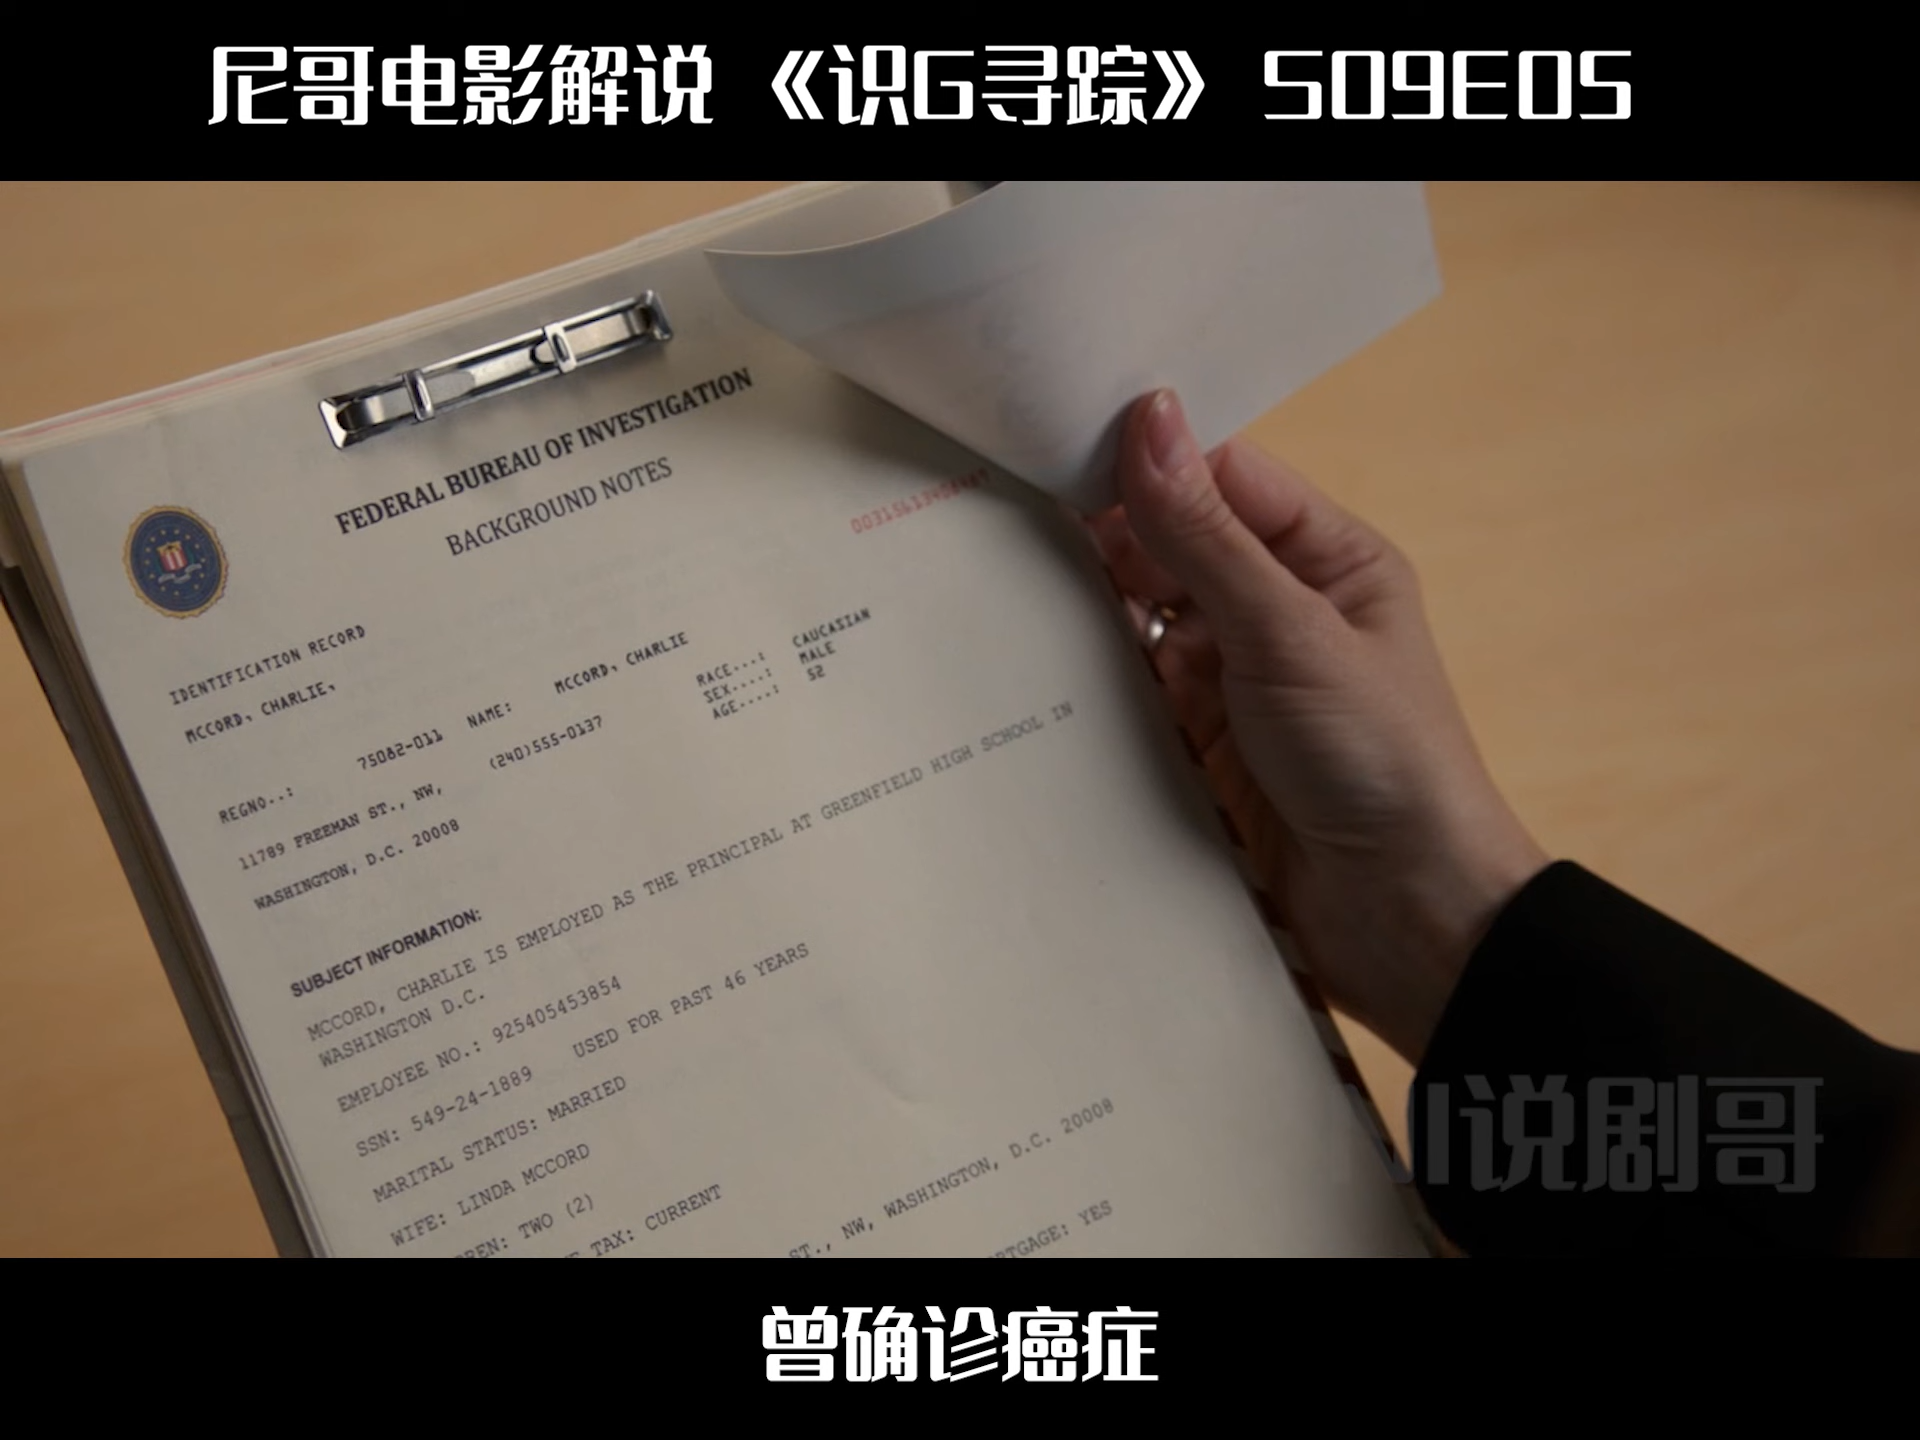 尼哥电影解说 《识G寻踪》 S09E05
FEDERAL BUREAU OF INVESTIGATION
BACKGROUND NOTES
IDENTIFICATION RECORD
MCCORD, CHARLIE,
REGNO..: 75082-011 NAME: MCCORD, CHARLIE RACE...: CAUCASIAN
11789 FREEMAN ST., NW, (240)555-0137 SEX....: MALE
WASHINGTON, D.C. 20008 AGE....: 52
SUBJECT INFORMATION:
MCCORD, CHARLIE IS EMPLOYED AS THE PRINCIPAL AT GREENFIELD HIGH SCHOOL IN
WASHINGTON D.C.
EMPLOYEE NO.: 925405453854
SSN: 549-24-1889 USED FOR PAST 46 YEARS
MARITAL STATUS: MARRIED
WIFE: LINDA MCCORD
TWO (2)
TAX: CURRENT
ST., NW, WASHINGTON, D.C. 20008
YES
NI说剧哥
曾确诊癌症